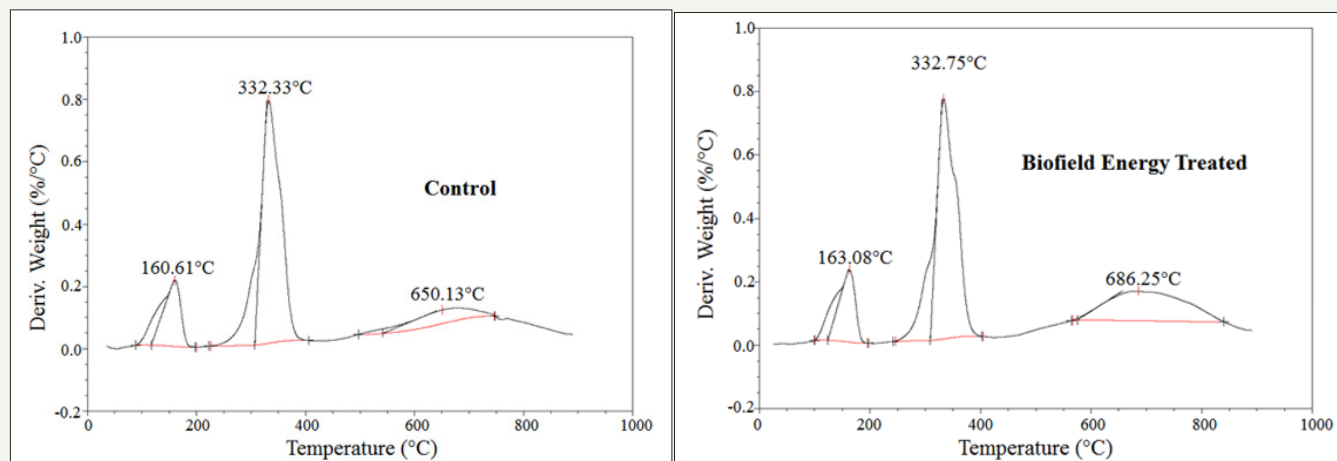 1.0
0.8
0.6
0.4
0.2
0.0
-0.2
Deriv. Weight (%/°C)
160.61°C
332.33°C
650.13°C
Control
0 200 400 600 800 1000
Temperature (°C)
1.0
0.8
0.6
0.4
0.2
0.0
-0.2
Deriv. Weight (%/°C)
163.08°C
332.75°C
686.25°C
Biofield Energy Treated
0 200 400 600 800 1000
Temperature (°C)